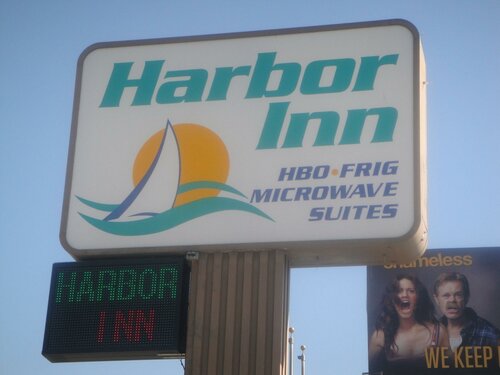 Harbor
Inn
HBO • FRIG
MICROWAVE
SUITES
HARBOR
INN
shameless
WE KEEP